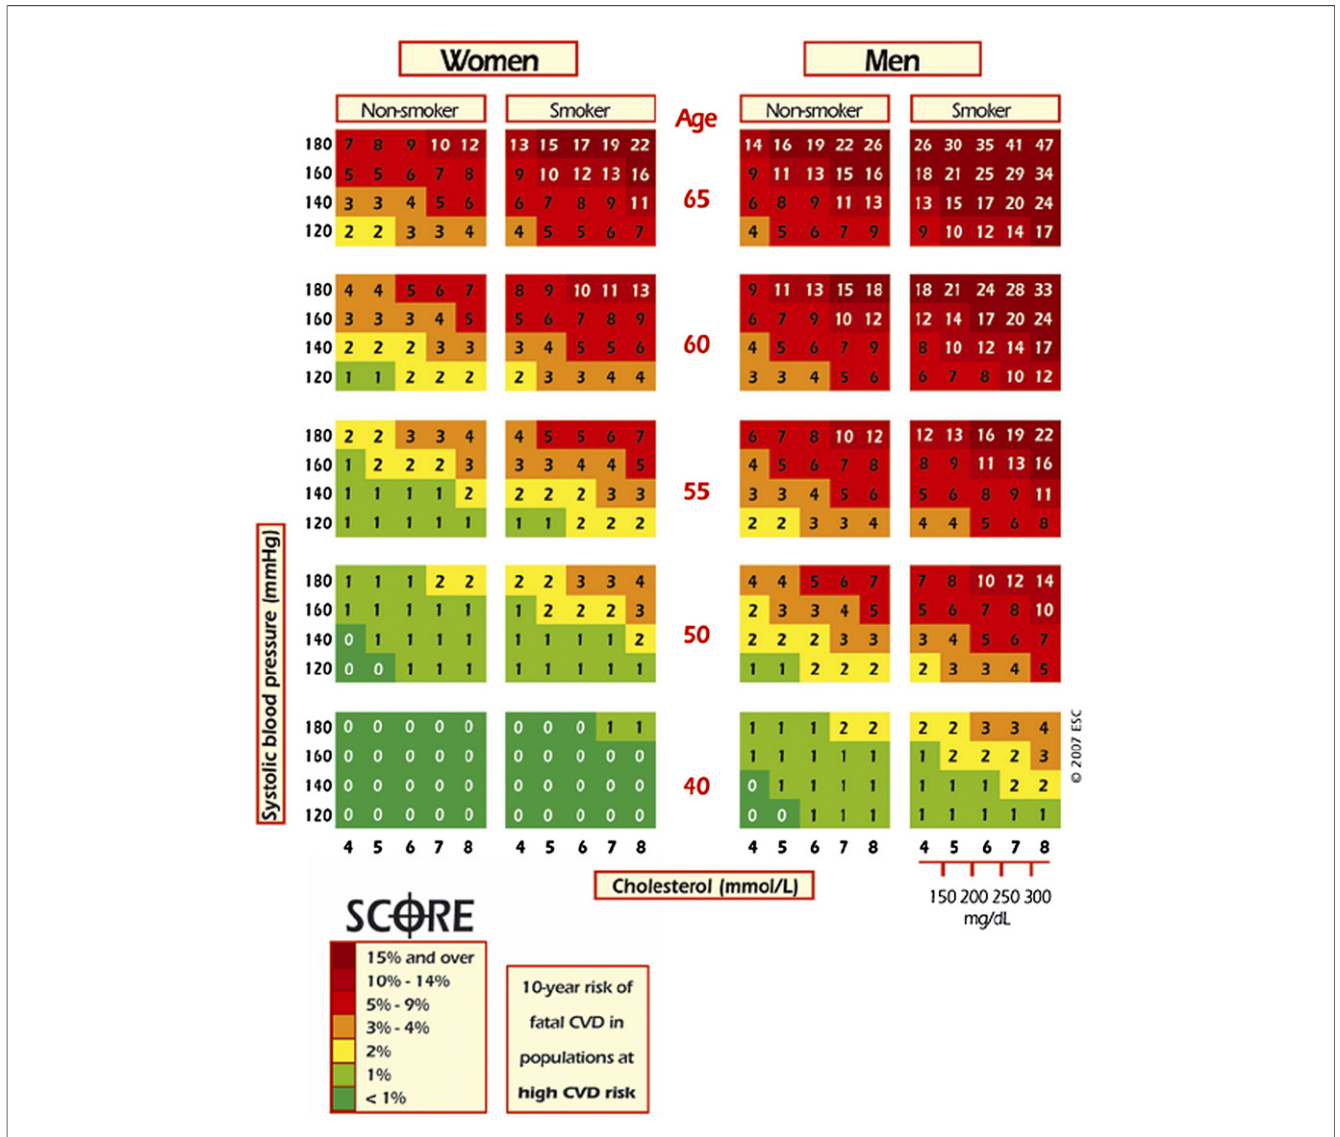 Women Men
Non-smoker Smoker Age Non-smoker Smoker
180 7 8 9 10 12 13 15 17 19 22 14 16 19 22 26 26 30 35 41 47
160 5 5 6 7 8 9 10 12 13 16 9 11 13 15 16 18 21 25 29 34
65
140 3 3 4 5 6 6 7 8 9 11 6 8 9 11 13 13 15 17 20 24
120 2 2 3 3 4 4 5 5 6 7 4 5 6 7 9 9 10 12 14 17
180 4 4 5 6 7 8 9 10 11 13 9 11 13 15 18 18 21 24 28 33
160 3 3 3 4 5 5 6 7 8 9 6 7 9 10 12 12 14 17 20 24
60
140 2 2 2 3 3 3 4 5 5 6 4 5 6 7 9 8 10 12 14 17
120 1 1 2 2 2 2 3 3 4 4 3 3 4 5 6 6 7 8 10 12
180 2 2 3 3 4 4 5 5 6 7 6 7 8 10 12 12 13 16 19 22
160 1 2 2 2 3 3 3 4 4 5 4 5 6 7 8 8 9 11 13 16
55
140 1 1 1 1 2 2 2 2 3 3 3 3 4 5 6 5 6 8 9 11
120 1 1 1 1 1 1 1 2 2 2 2 2 3 3 4 4 4 5 6 8
180 1 1 1 2 2 2 2 3 3 4 4 4 5 6 7 7 8 10 12 14
160 1 1 1 1 1 1 2 2 2 3 2 3 3 4 5 5 6 7 8 10
50
140 0 1 1 1 1 1 1 1 1 2 2 2 2 3 3 3 4 5 6 7
120 0 0 1 1 1 1 1 1 1 1 1 1 2 2 2 2 3 3 4 5
180 0 0 0 0 0 0 0 0 1 1 1 1 1 2 2 2 2 3 3 4
160 0 0 0 0 0 0 0 0 0 0 1 1 1 1 1 1 2 2 2 3
40
140 0 0 0 0 0 0 0 0 0 0 0 1 1 1 1 1 1 1 2 2
120 0 0 0 0 0 0 0 0 0 0 0 0 1 1 1 1 1 1 1 1
4 5 6 7 8 4 5 6 7 8 4 5 6 7 8 4 5 6 7 8
Systolic blood pressure (mmHg)
© 2007 ESC
Cholesterol (mmol/L)
150 200 250 300
mg/dL
SCORE
15% and over
10% - 14%
5% - 9%
3% - 4%
2%
1%
< 1%
10-year risk of
fatal CVD in
populations at
high CVD risk